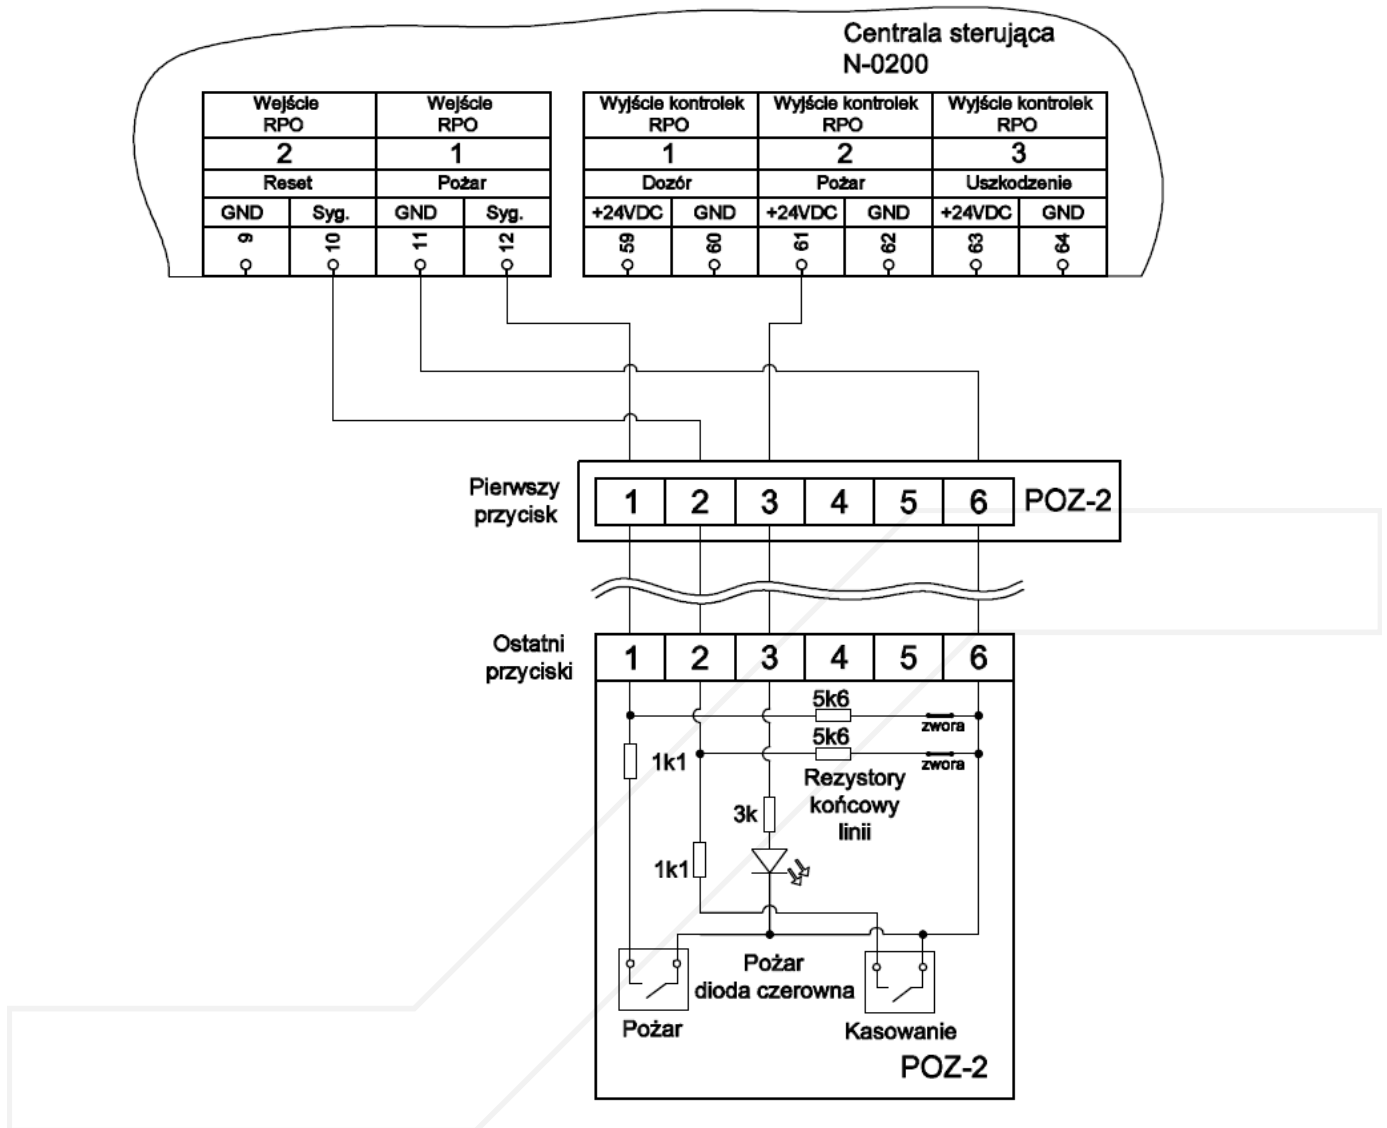 Centrala sterująca
N-0200
Wejście RPO Wejście RPO
2 1
Reset Pożar
GND Syg. GND Syg.
9 10 11 12
Wyjście kontrolek RPO Wyjście kontrolek RPO Wyjście kontrolek RPO
1 2 3
Dozór Pożar Uszkodzenie
+24VDC GND +24VDC GND +24VDC GND
59 60 61 62 63 64
Pierwszy
przycisk
1 2 3 4 5 6
POZ-2
Ostatni
przyciski
1 2 3 4 5 6
5k6
zwora
5k6
zwora
1k1
Rezystory
końcowy
linii
3k
1k1
Pożar
dioda czerowna
Pożar
Kasowanie
POZ-2